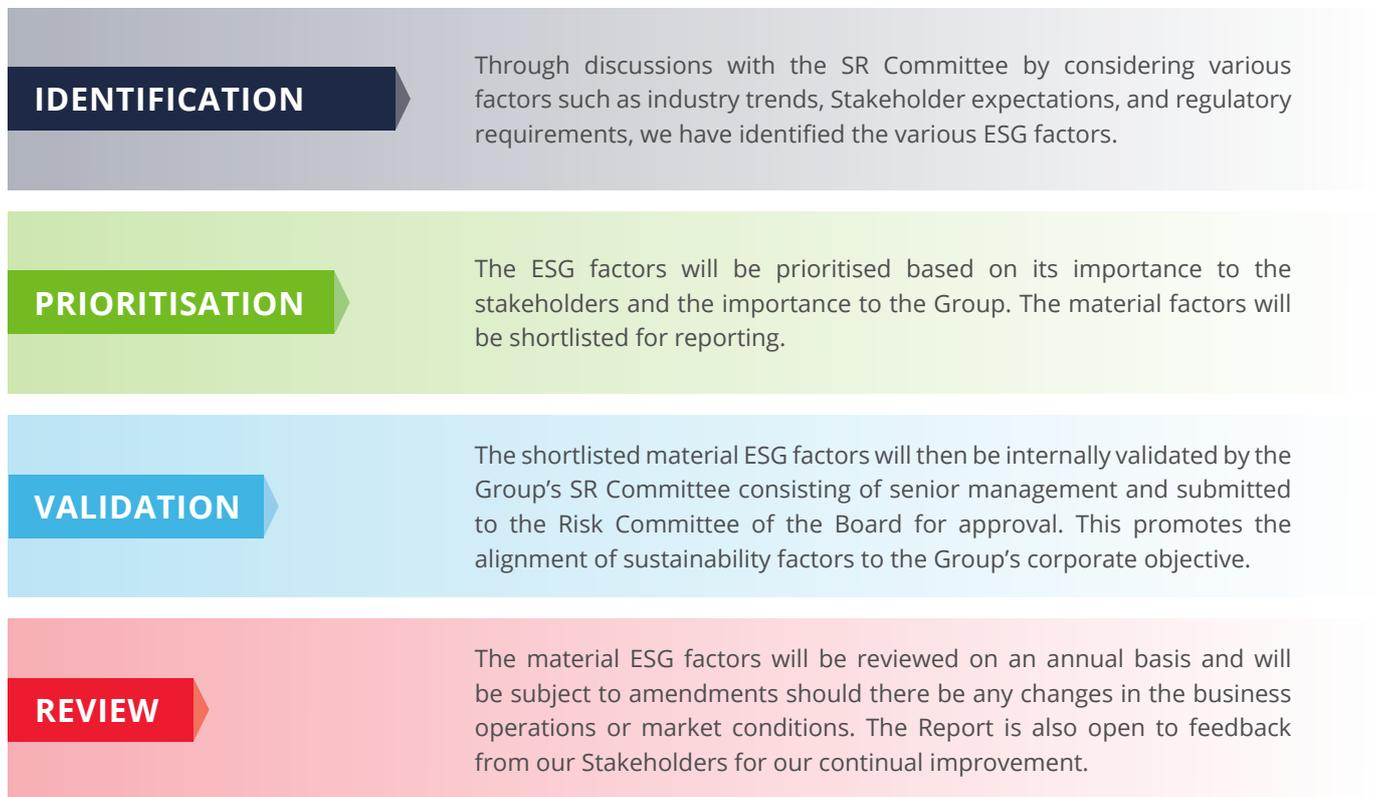 IDENTIFICATION
Through discussions with the SR Committee by considering various
factors such as industry trends, Stakeholder expectations, and regulatory
requirements, we have identified the various ESG factors.
PRIORITISATION
The ESG factors will be prioritised based on its importance to the
stakeholders and the importance to the Group. The material factors will
be shortlisted for reporting.
VALIDATION
The shortlisted material ESG factors will then be internally validated by the
Group’s SR Committee consisting of senior management and submitted
to the Risk Committee of the Board for approval. This promotes the
alignment of sustainability factors to the Group’s corporate objective.
REVIEW
The material ESG factors will be reviewed on an annual basis and will
be subject to amendments should there be any changes in the business
operations or market conditions. The Report is also open to feedback
from our Stakeholders for our continual improvement.